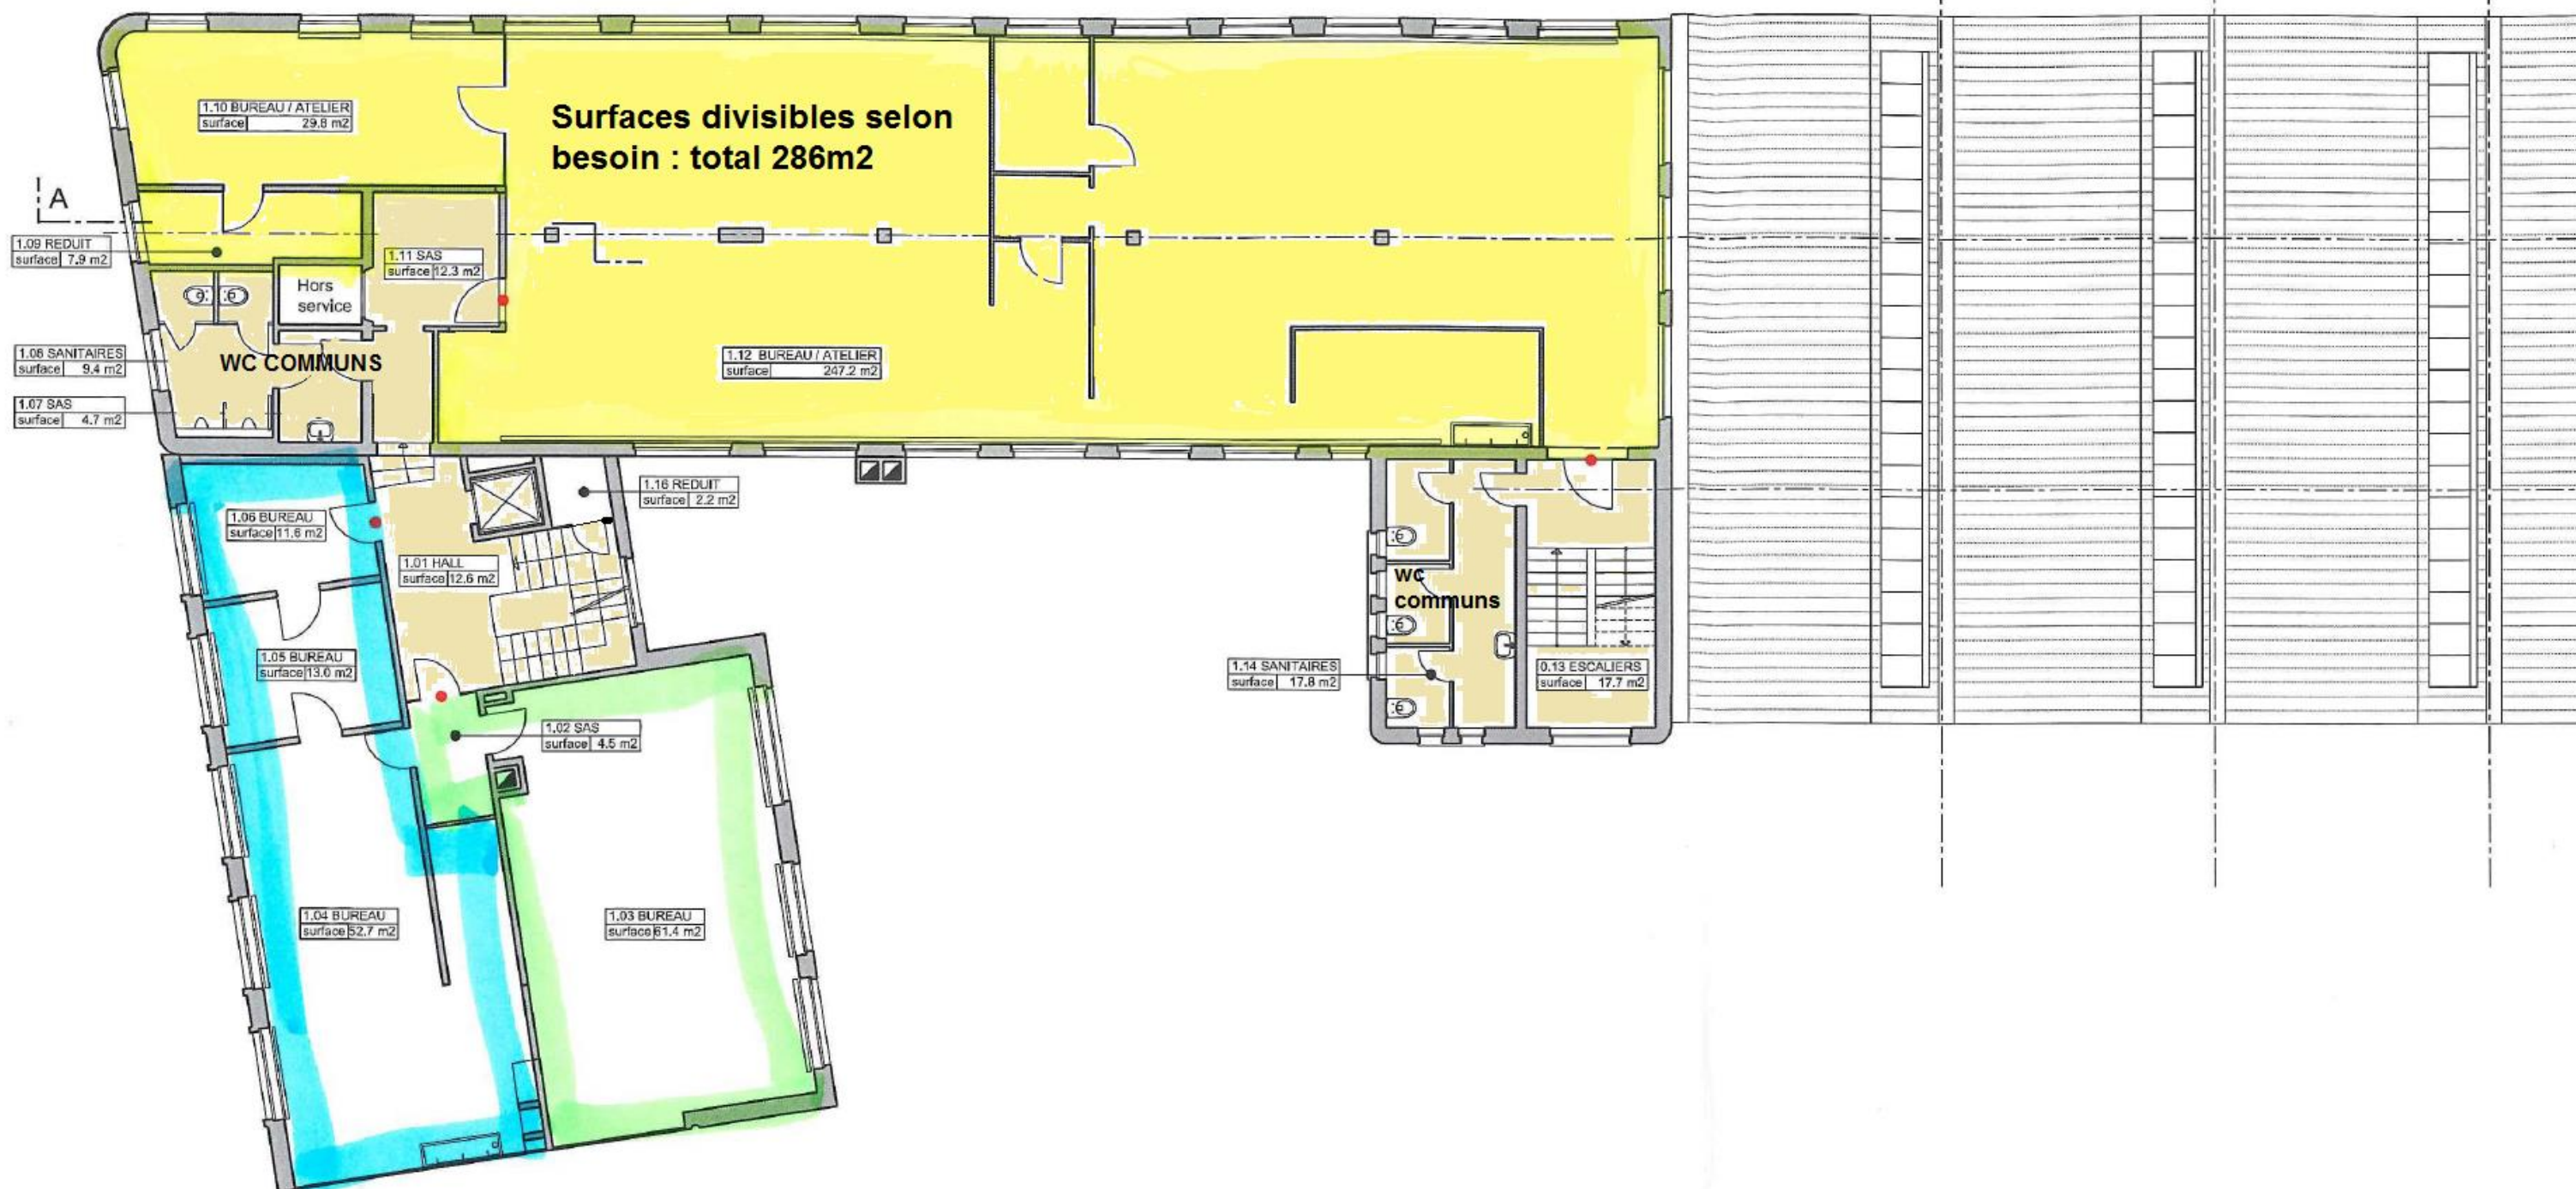 1.10 BUREAU / ATELIER
surface 29.8 m2
Surfaces divisibles selon
besoin : total 286m2
A
1.09 REDUIT
surface 7.9 m2
1.11 SAS
surface 12.3 m2
Hors
service
1.08 SANITAIRES
surface 9.4 m2
WC COMMUNS
1.07 SAS
surface 4.7 m2
1.12 BUREAU / ATELIER
surface 247.2 m2
1.16 REDUIT
surface 2.2 m2
1.06 BUREAU
surface 11.6 m2
1.01 HALL
surface 12.6 m2
1.05 BUREAU
surface 13.0 m2
wc
communs
1.14 SANITAIRES
surface 17.8 m2
0.13 ESCALIERS
surface 17.7 m2
1.02 SAS
surface 4.5 m2
1.04 BUREAU
surface 52.7 m2
1.03 BUREAU
surface 61.4 m2